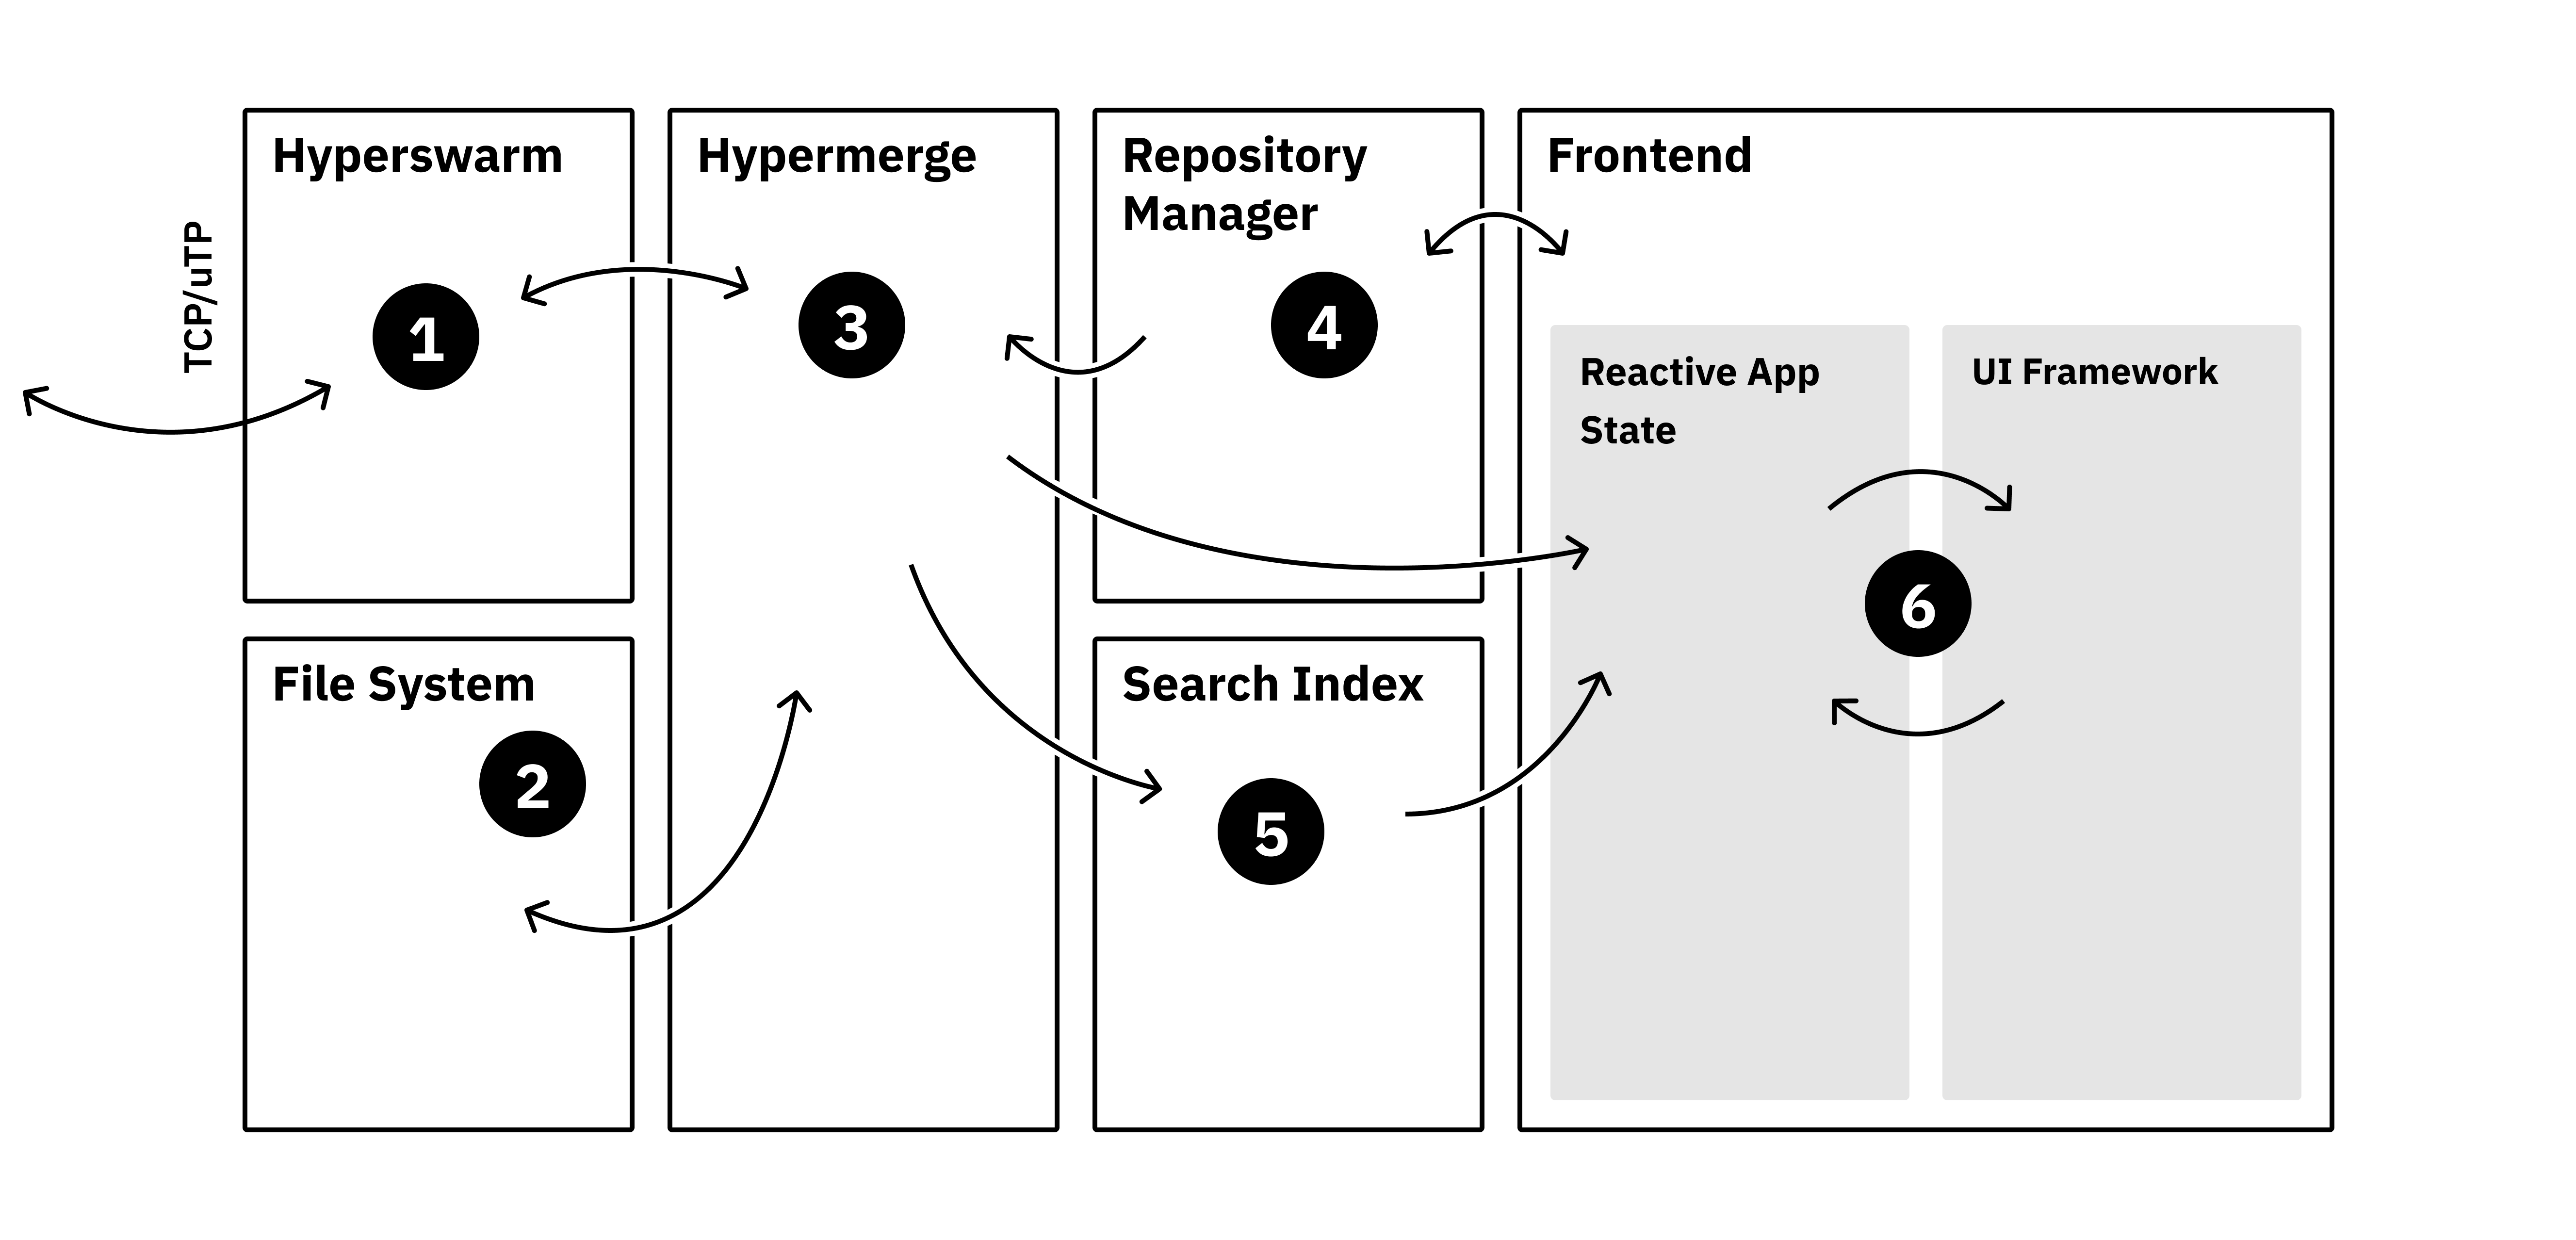 TCP/uTP
Hyperswarm
1
File System
2
Hypermerge
3
Repository
Manager
4
Search Index
5
Frontend
Reactive App
State
UI Framework
6